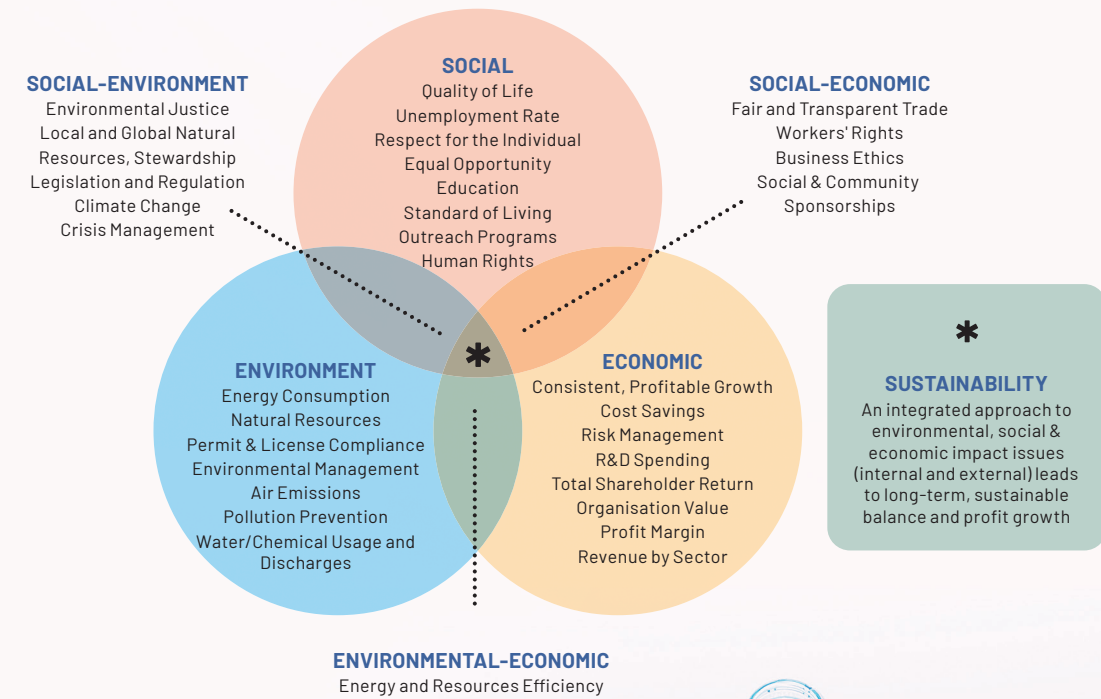 SOCIAL-ENVIRONMENT
Environmental Justice
Local and Global Natural
Resources, Stewardship
Legislation and Regulation
Climate Change
Crisis Management
SOCIAL
Quality of Life
Unemployment Rate
Respect for the Individual
Equal Opportunity
Education
Standard of Living
Outreach Programs
Human Rights
SOCIAL-ECONOMIC
Fair and Transparent Trade
Workers' Rights
Business Ethics
Social & Community
Sponsorships
ENVIRONMENT
Energy Consumption
Natural Resources
Permit & License Compliance
Environmental Management
Air Emissions
Pollution Prevention
Water/Chemical Usage and
Discharges
*
ECONOMIC
Consistent, Profitable Growth
Cost Savings
Risk Management
R&D Spending
Total Shareholder Return
Organisation Value
Profit Margin
Revenue by Sector
*
SUSTAINABILITY
An integrated approach to
environmental, social &
economic impact issues
(internal and external) leads
to long-term, sustainable
balance and profit growth
ENVIRONMENTAL-ECONOMIC
Energy and Resources Efficiency